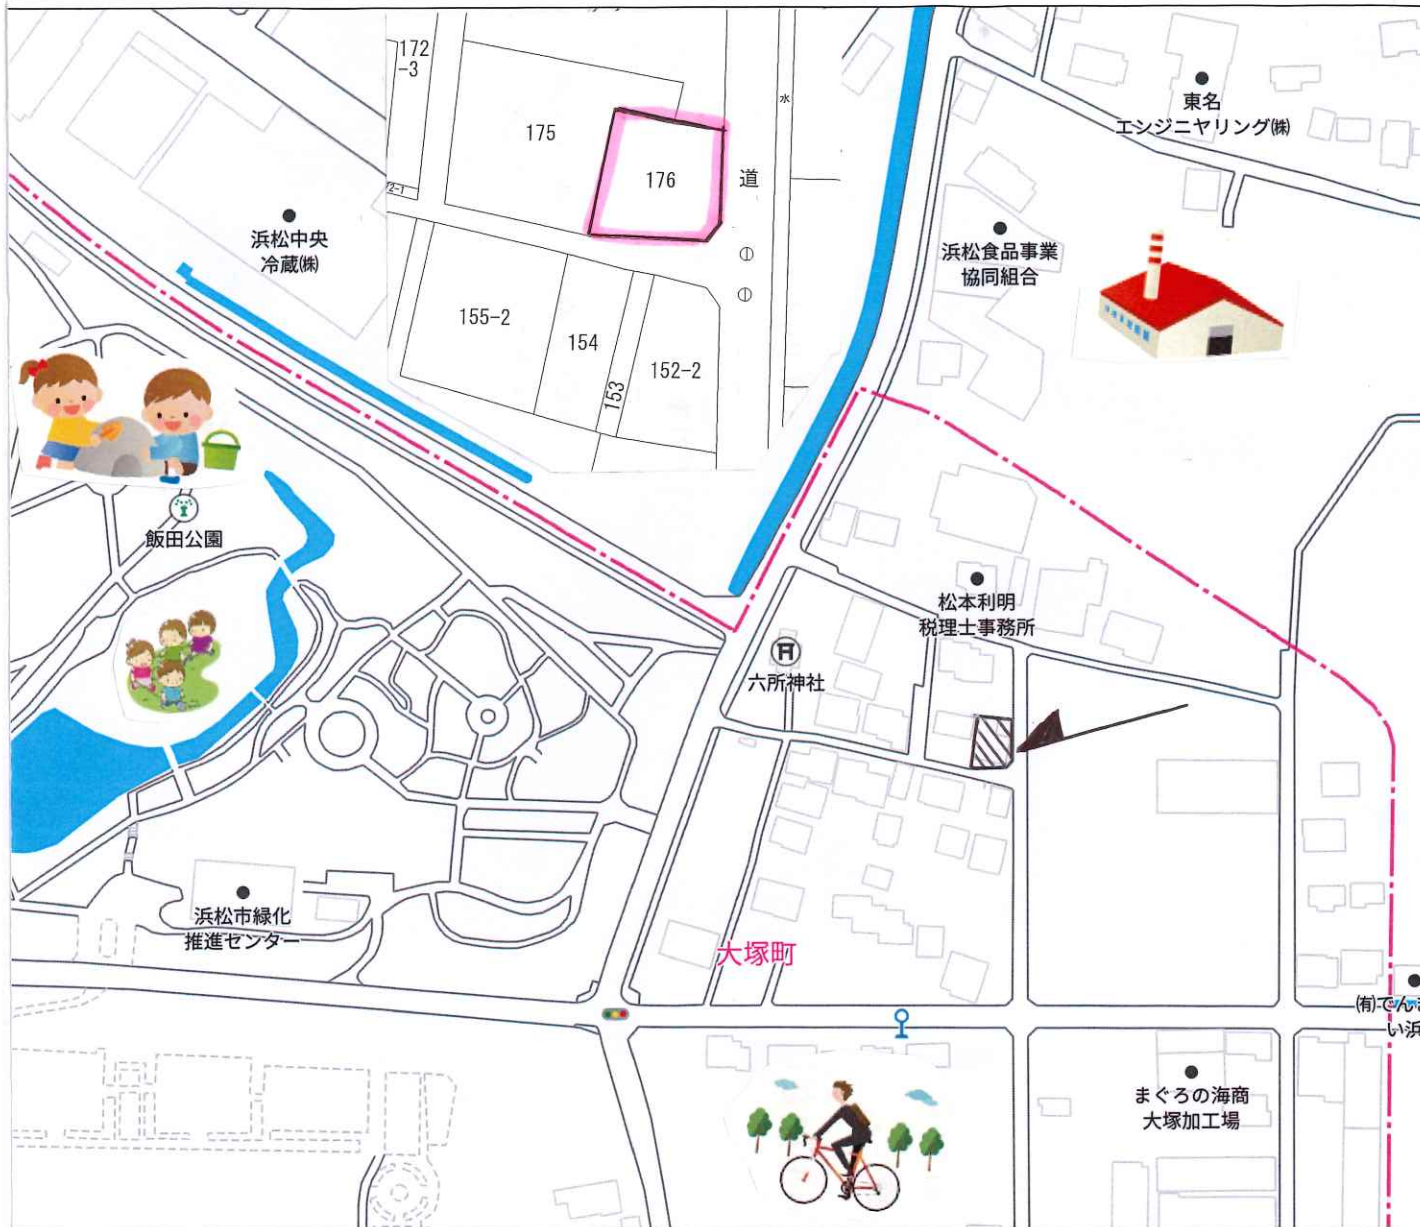 172
-3
水
175
176
道
2-1
155-2
154
153
152-2
東名
エンジニヤリング㈱
浜松中央
冷蔵㈱
浜松食品事業
協同組合
飯田公園
松本利明
税理士事務所
六所神社
浜松市緑化
推進センター
大塚町
㈲でんま
い浜
まぐろの海商
大塚加工場